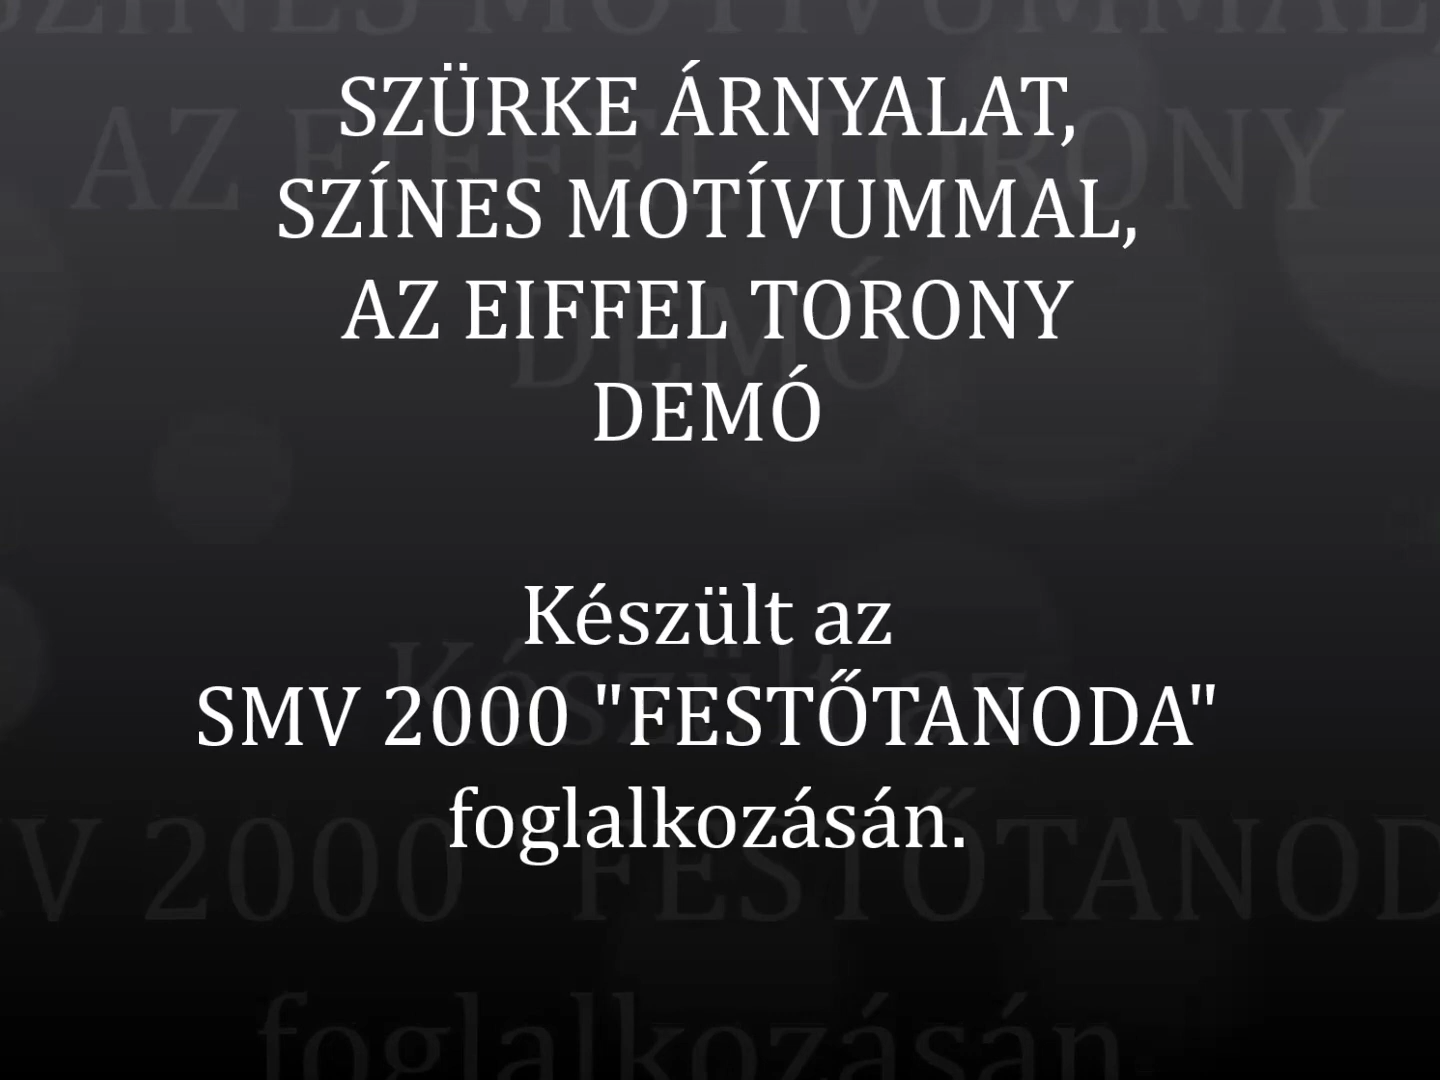 SZÜRKE ÁRNYALAT,
SZÍNES MOTÍVUMMAL,
AZ EIFFEL TORONY
DEMÓ
Készült az
SMV 2000 "FESTŐTANODA"
foglalkozásán.